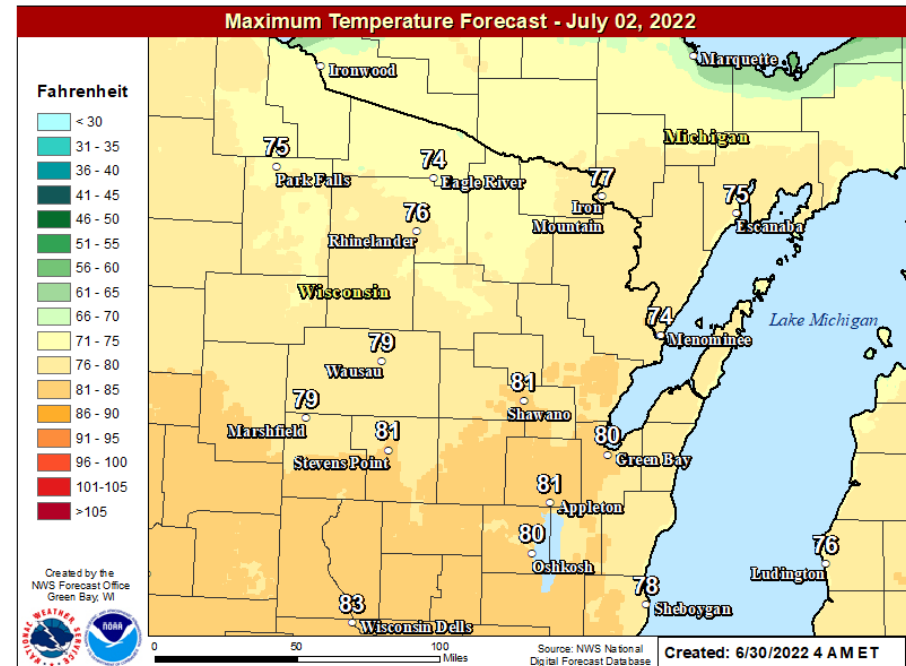 Maximum Temperature Forecast - July 02, 2022
Fahrenheit
< 30
31 - 35
36 - 40
41 - 45
46 - 50
51 - 55
56 - 60
61 - 65
66 - 70
71 - 75
76 - 80
81 - 85
86 - 90
91 - 95
96 - 100
101-105
>105
Marquette
Ironwood
Michigan
75
Park Falls
74
Eagle River
77
Iron
Mountain
75
Escanaba
76
Rhinelander
Wisconsin
74
Menominee
Lake Michigan
79
Wausau
81
Shawano
79
Marshfield
81
Stevens Point
80
Green Bay
81
Appleton
80
Oshkosh
76
Ludington
78
Sheboygan
83
Wisconsin Dells
Created by the
NWS Forecast Office
Green Bay, WI
NOAA
0 50 100
Miles
Source: NWS National
Digital Forecast Database
Created: 6/30/2022 4 AM ET